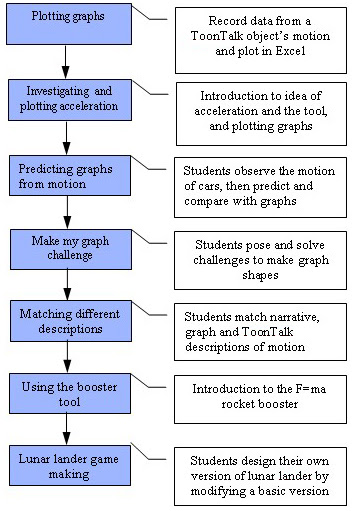 Plotting graphs
Record data from a
ToonTalk object's motion
and plot in Excel
Investigating and
plotting acceleration
Introduction to idea of
acceleration and the tool,
and plotting graphs
Predicting graphs
from motion
Students observe the motion
of cars, then predict and
compare with graphs
Make my graph
challenge
Students pose and solve
challenges to make graph
shapes
Matching different
descriptions
Students match narrative,
graph and ToonTalk
descriptions of motion
Using the booster
tool
Introduction to the F=ma
rocket booster
Lunar lander game
making
Students design their own
version of lunar lander by
modifying a basic version